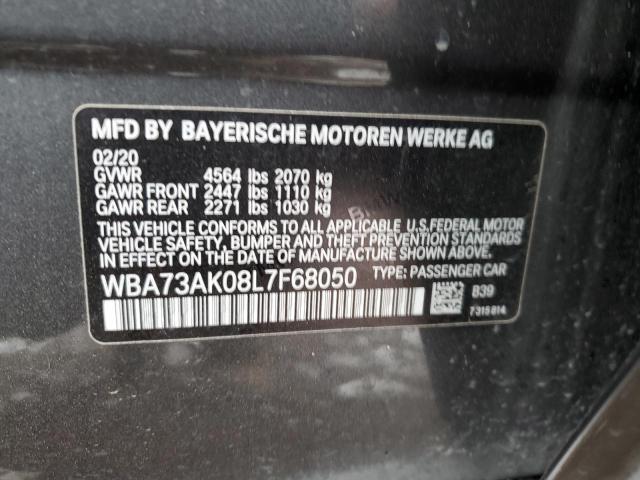 MFD BY BAYERISCHE MOTOREN WERKE AG
02/20
GVWR 4564 lbs 2070 kg
GAWR FRONT 2447 lbs 1110 kg
GAWR REAR 2271 lbs 1030 kg
THIS VEHICLE CONFORMS TO ALL APPLICABLE U.S.FEDERAL MOTOR
VEHICLE SAFETY, BUMPER AND THEFT PREVENTION STANDARDS
IN EFFECT ON THE DATE OF MANUFACTURE SHOWN ABOVE.
WBA73AK08L7F68050 TYPE: PASSENGER CAR
B39
7315814